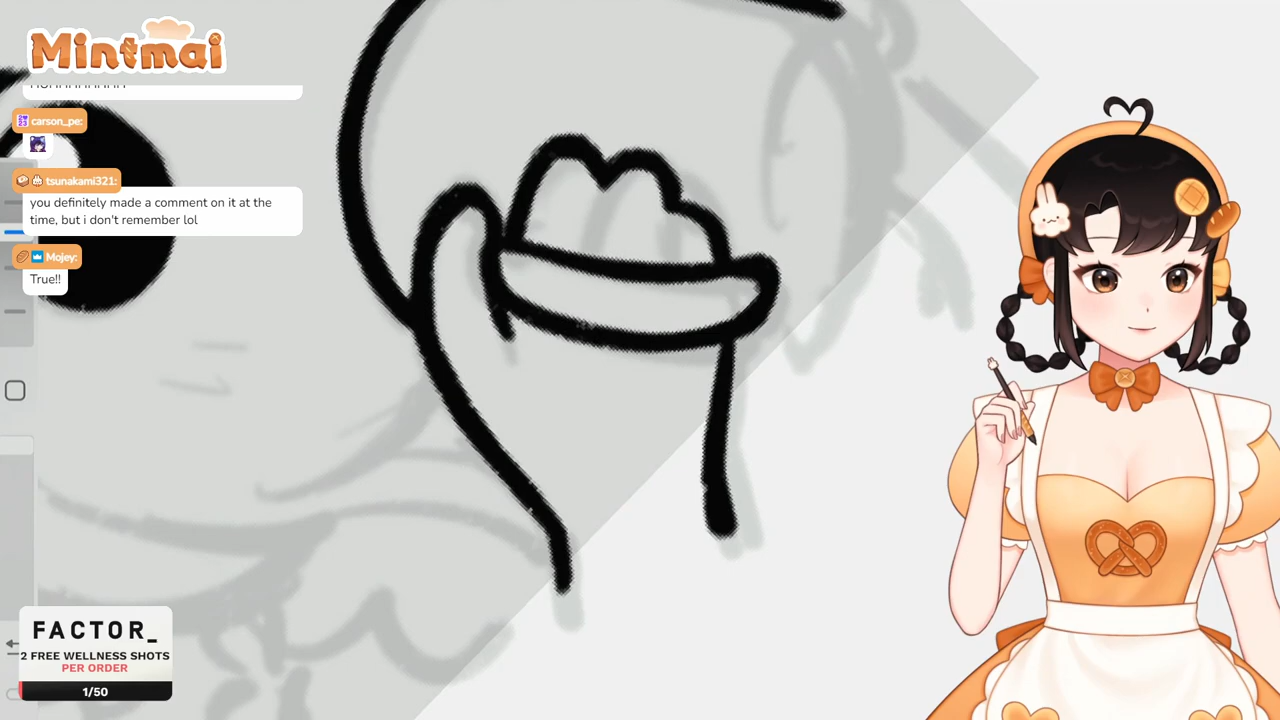 Mintmai
carson_pe:
tsunakami321:
you definitely made a comment on it at the
time, but i don't remember lol
Mojey:
True!!
FACTOR_
2 FREE WELLNESS SHOTS
PER ORDER
1/50